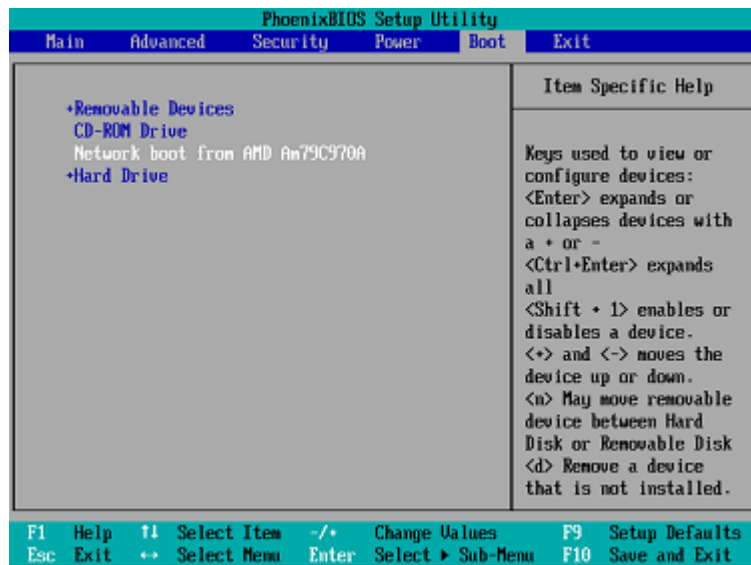 PhoenixBIOS Setup Utility
Main Advanced Security Power Boot Exit
+Removable Devices
CD-ROM Drive
Network boot from AMD Am79C970A
+Hard Drive
Item Specific Help
Keys used to view or
configure devices:
<Enter> expands or
collapses devices with
a + or -
<Ctrl+Enter> expands
all
<Shift + 1> enables or
disables a device.
<+> and <-> moves the
device up or down.
<n> May move removable
device between Hard
Disk or Removable Disk
<d> Remove a device
that is not installed.
F1 Help ↑↓ Select Item -/+ Change Values F9 Setup Defaults
Esc Exit ↔ Select Menu Enter Select ▶ Sub-Menu F10 Save and Exit